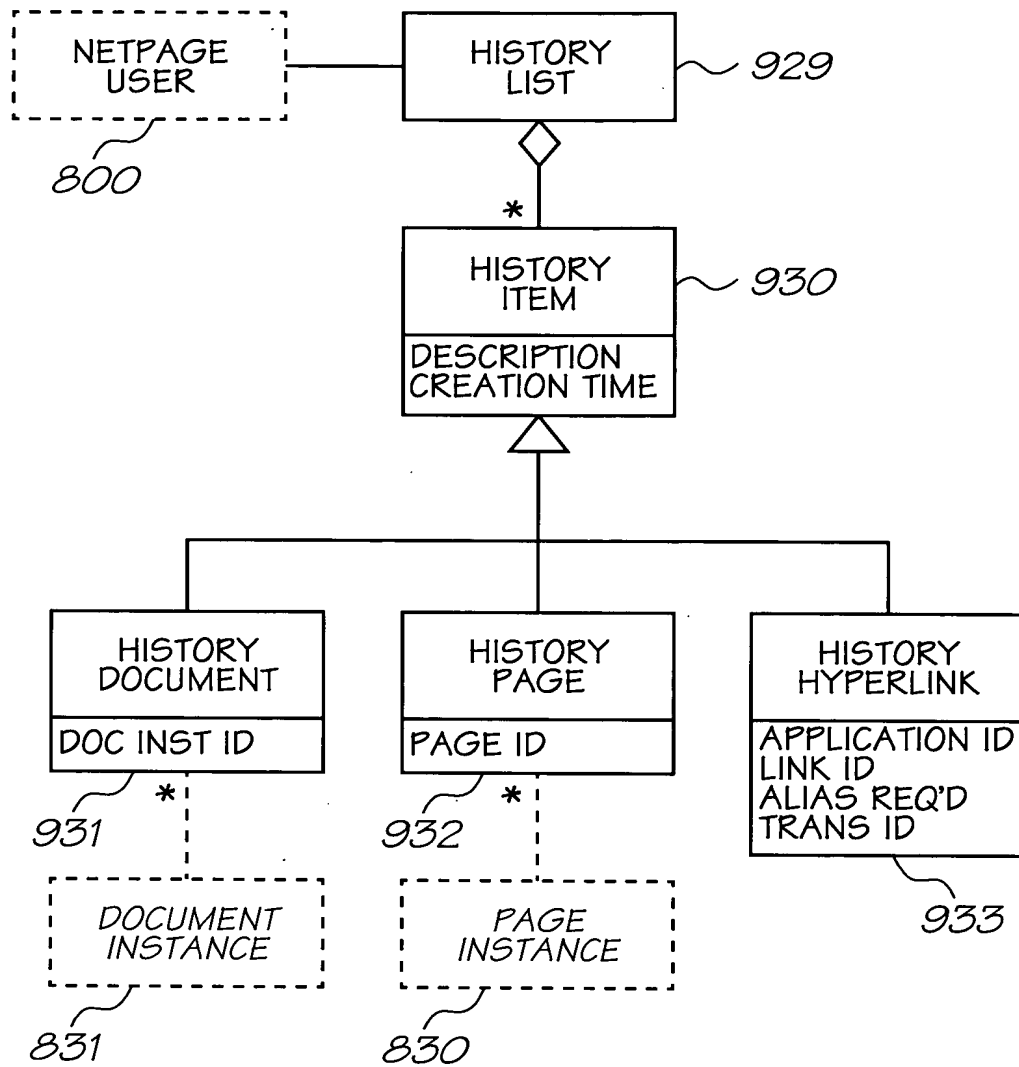 NETPAGE
USER
800
HISTORY
LIST
929
*
HISTORY
ITEM
930
DESCRIPTION
CREATION TIME
HISTORY
DOCUMENT
DOC INST ID
931
*
HISTORY
PAGE
PAGE ID
932
*
HISTORY
HYPERLINK
APPLICATION ID
LINK ID
ALIAS REQ'D
TRANS ID
933
DOCUMENT
INSTANCE
831
PAGE
INSTANCE
830